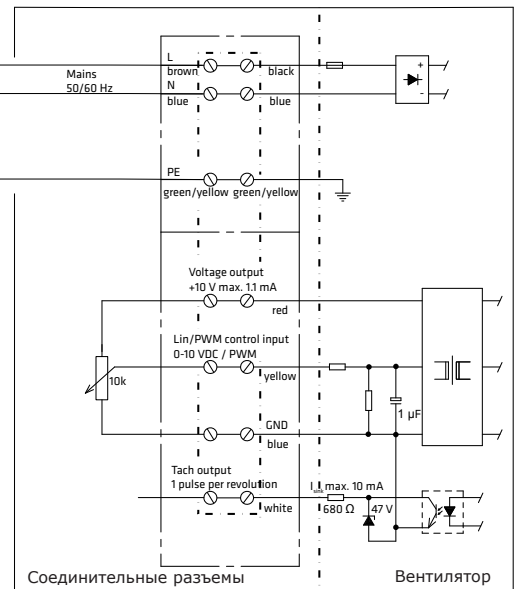 L
brown
black
Mains
50/60 Hz
N
blue
blue
+
-
PE
green/yellow green/yellow
Voltage output
+10 V max. 1.1 mA
red
Lin/PWM control input
0-10 VDC / PWM
yellow
10k
1 µF
GND
blue
Tach output
1 pulse per revolution
white
I sink max. 10 mA
680 Ω
47 V
Соединительные разъемы
Вентилятор